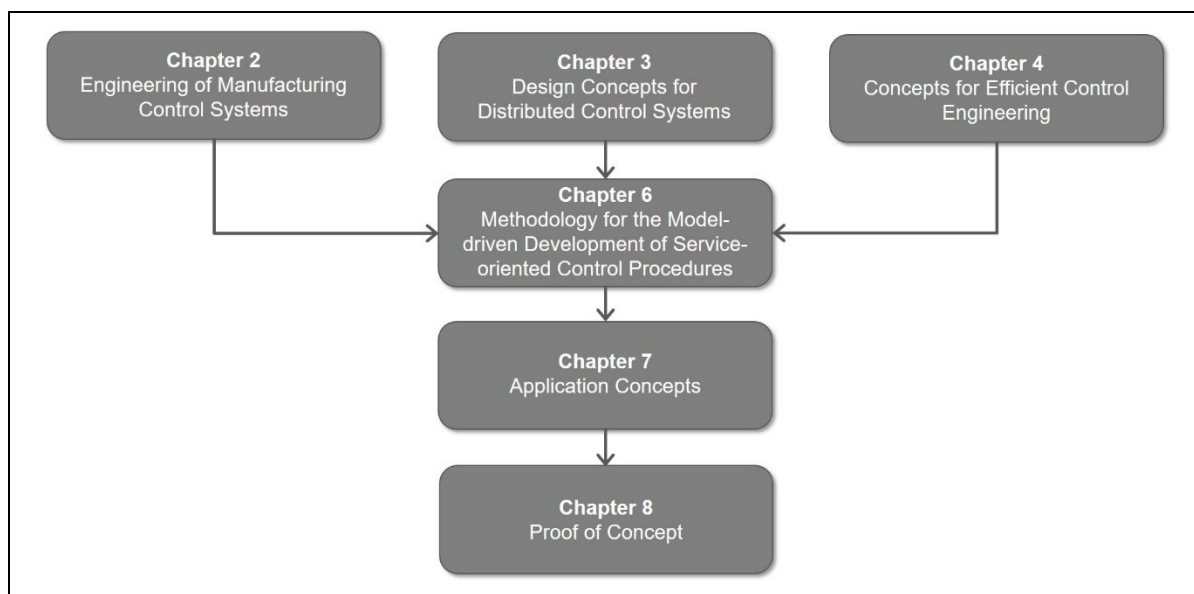 Chapter 2
Engineering of Manufacturing
Control Systems
Chapter 3
Design Concepts for
Distributed Control Systems
Chapter 4
Concepts for Efficient Control
Engineering
Chapter 6
Methodology for the Model-
driven Development of Service-
oriented Control Procedures
Chapter 7
Application Concepts
Chapter 8
Proof of Concept